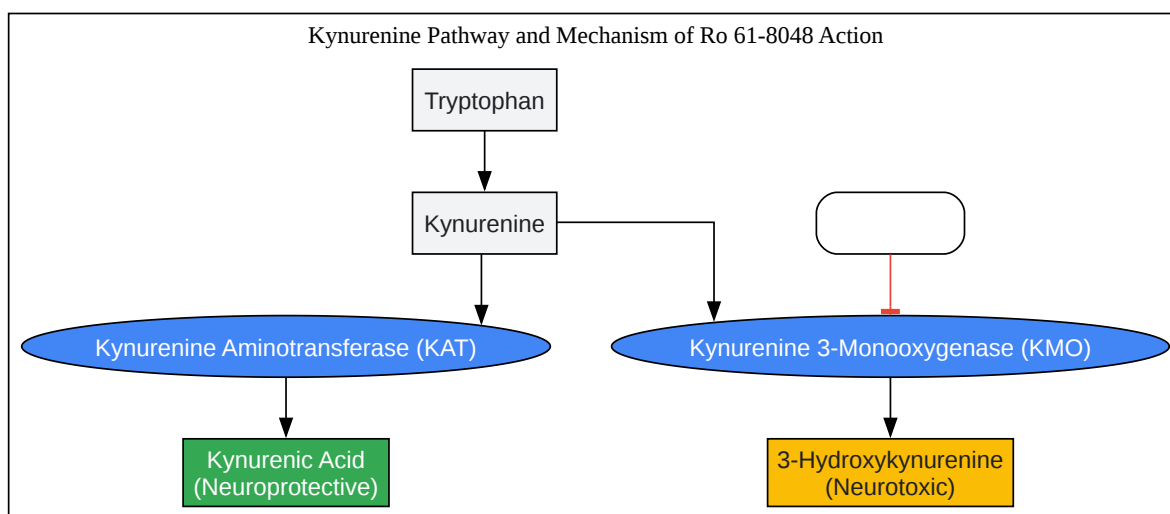 Kynurenine Pathway and Mechanism of Ro 61-8048 Action
Tryptophan
Kynurenine
Kynurenine Aminotransferase (KAT)
Kynurenine 3-Monooxygenase (KMO)
Kynurenic Acid
(Neuroprotective)
3-Hydroxykynurenine
(Neurotoxic)